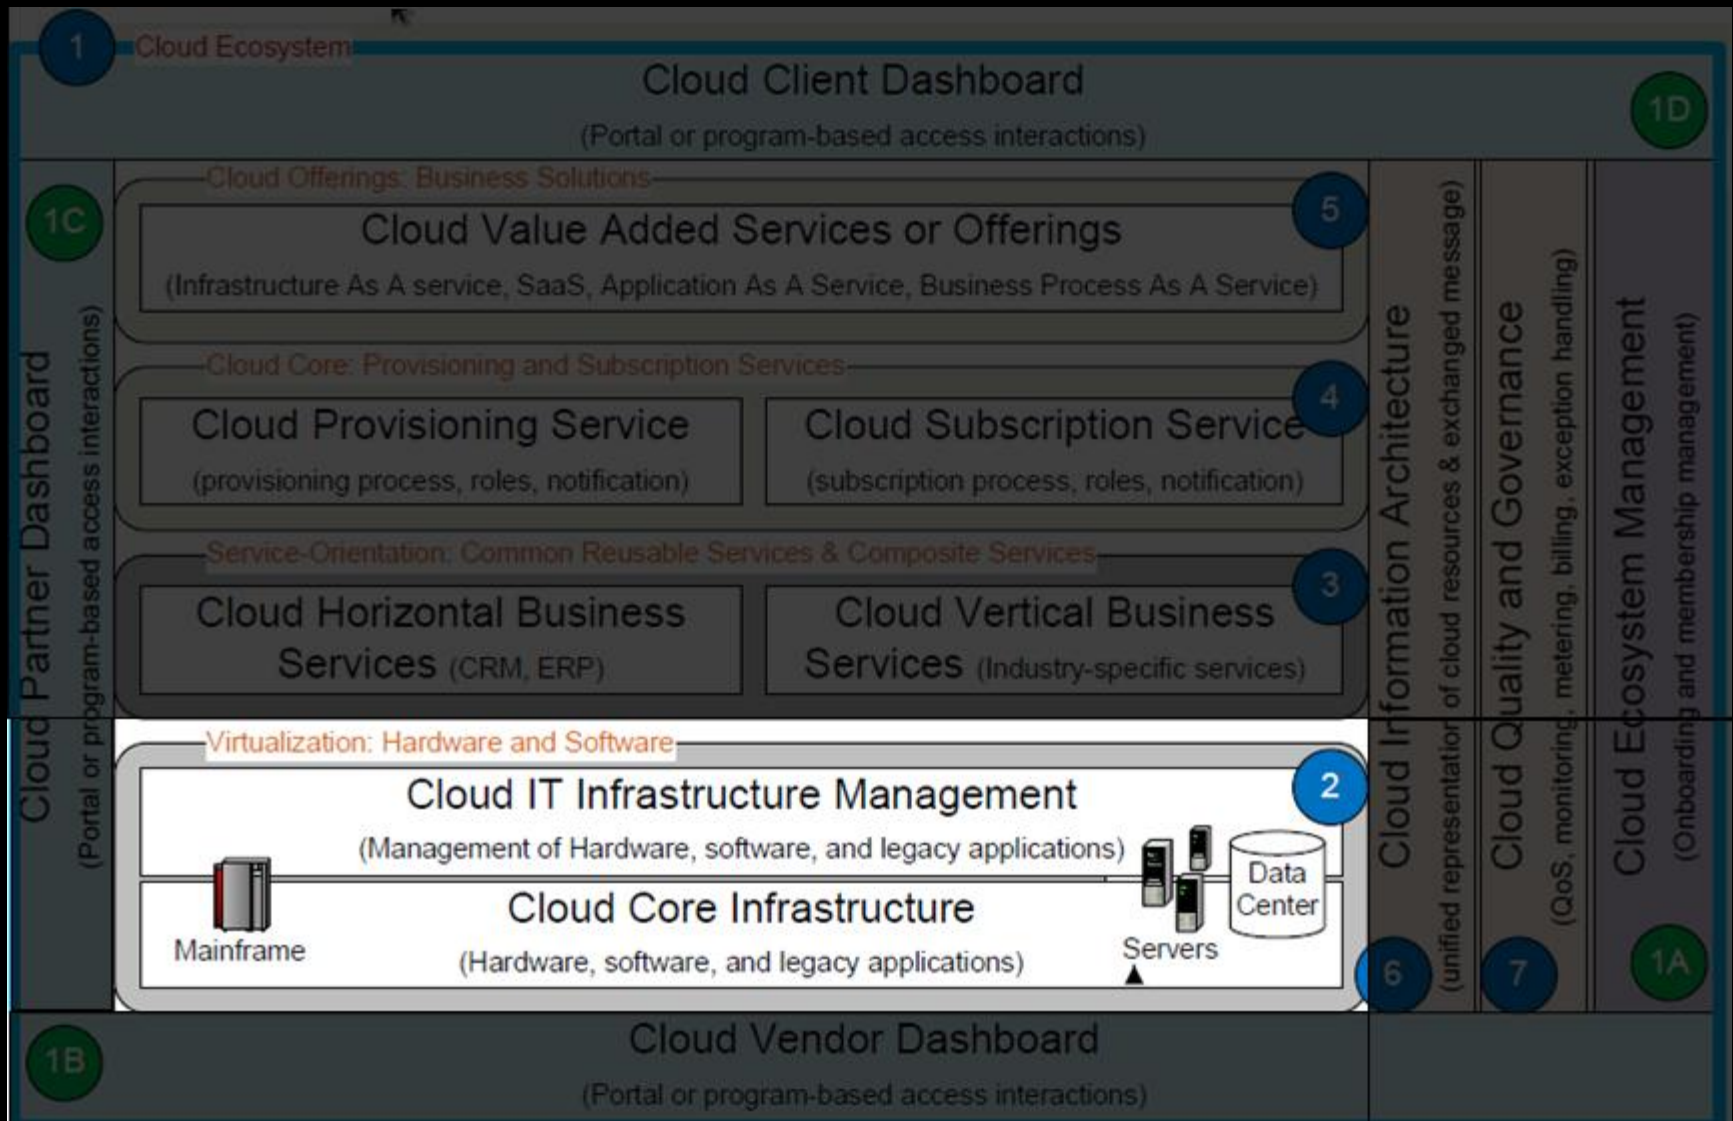 1
Cloud Ecosystem
Cloud Client Dashboard
(Portal or program-based access interactions)
1D
1C
Cloud Partner Dashboard
(Portal or program-based access interactions)
Cloud Offerings: Business Solutions
5
Cloud Value Added Services or Offerings
(Infrastructure As A service, SaaS, Application As A Service, Business Process As A Service)
Cloud Core: Provisioning and Subscription Services
4
Cloud Provisioning Service
(provisioning process, roles, notification)
Cloud Subscription Service
(subscription process, roles, notification)
Service-Orientation: Common Reusable Services & Composite Services
3
Cloud Horizontal Business
Services (CRM, ERP)
Cloud Vertical Business
Services (Industry-specific services)
Virtualization: Hardware and Software
2
Cloud IT Infrastructure Management
(Management of Hardware, software, and legacy applications)
Cloud Core Infrastructure
(Hardware, software, and legacy applications)
Mainframe
Servers
Data
Center
Cloud Information Architecture
(unified representation of cloud resources & exchanged message)
6
Cloud Quality and Governance
(QoS, monitoring, metering, billing, exception handling)
7
Cloud Ecosystem Management
(Onboarding and membership management)
1A
1B
Cloud Vendor Dashboard
(Portal or program-based access interactions)